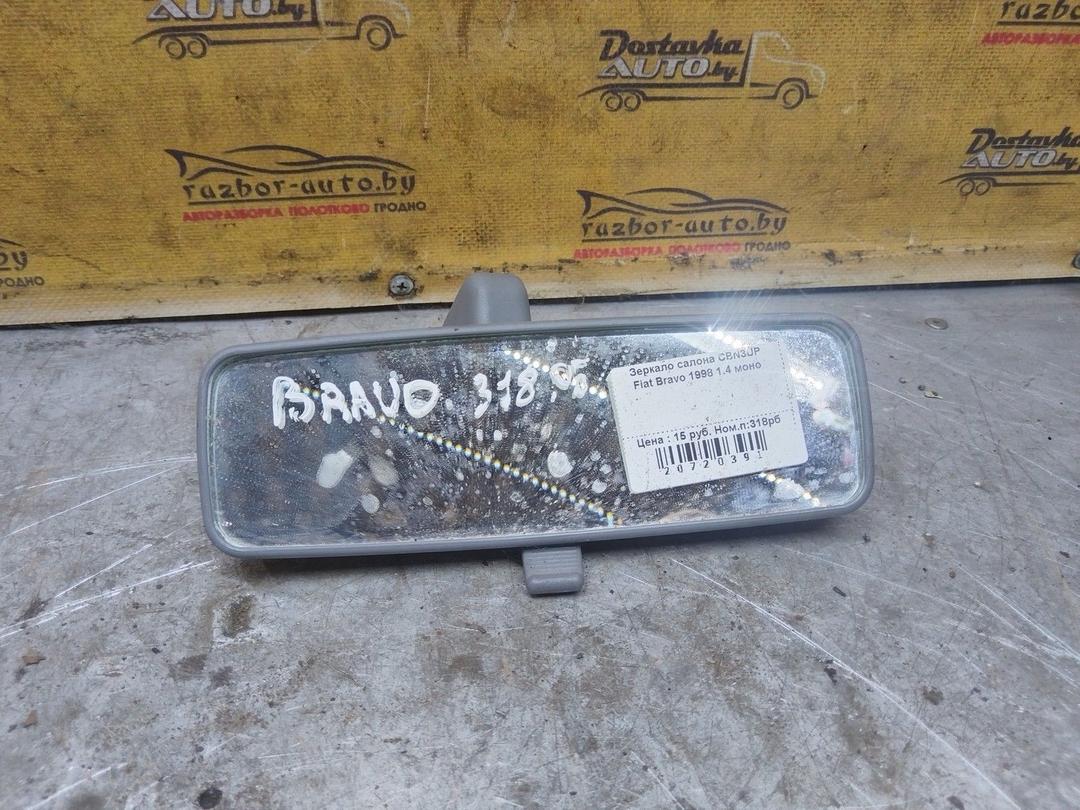 AUTO.by
Dostavka
AUTO.by
АВТОРАЗБОРКА
Dostavka
AUTO
razbor-auto.by
АВТОРАЗБОРКА ПОЛОТКОВО ГРОДНО
razbor-auto.by
АВТОРАЗБОРКА ПОЛОТКОВО ГРОДНО
by
ГРОДНО
BRAVO. 318
Зеркало салона CBN3UP
Fiat Bravo 1998 1.4 моно
Цена : 15 руб. Ном.п:318рб
20720391